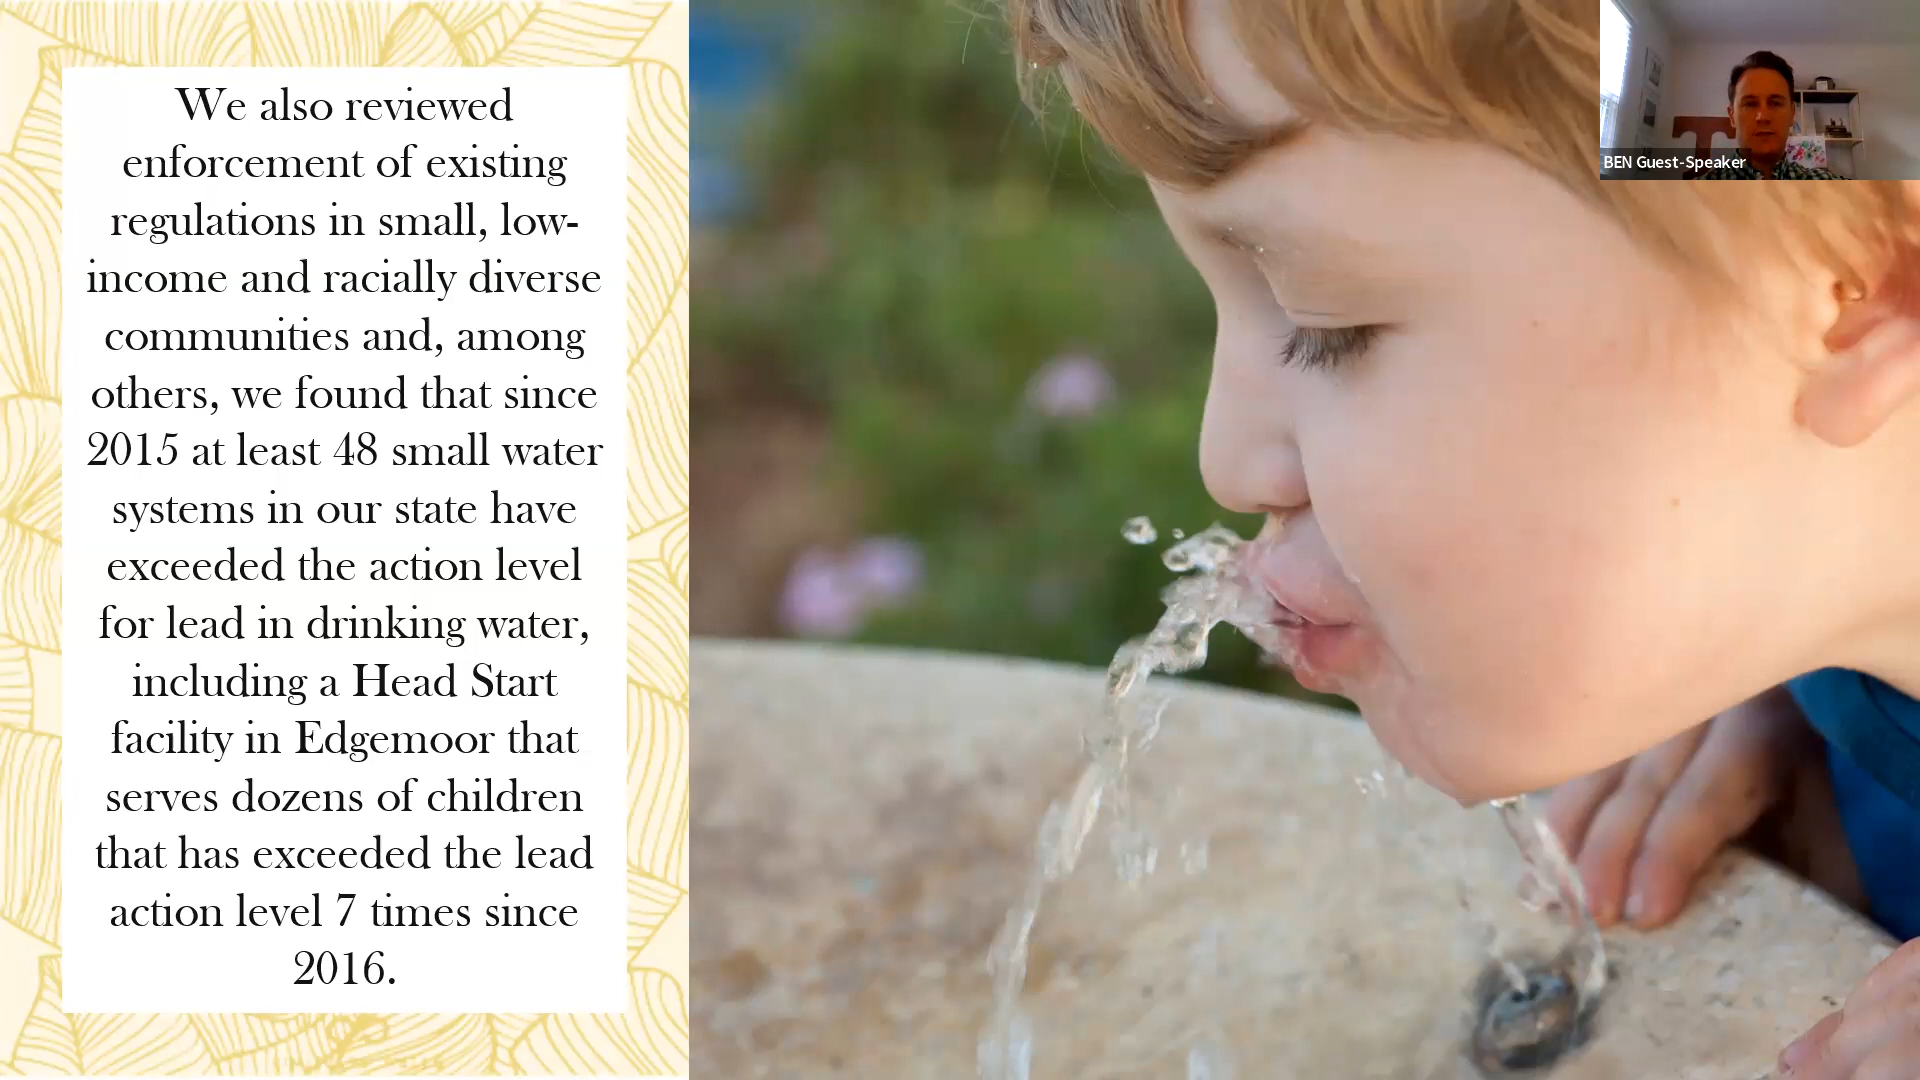 We also reviewed
enforcement of existing
regulations in small, low-
income and racially diverse
communities and, among
others, we found that since
2015 at least 48 small water
systems in our state have
exceeded the action level
for lead in drinking water,
including a Head Start
facility in Edgemoor that
serves dozens of children
that has exceeded the lead
action level 7 times since
2016.
BEN Guest-Speaker